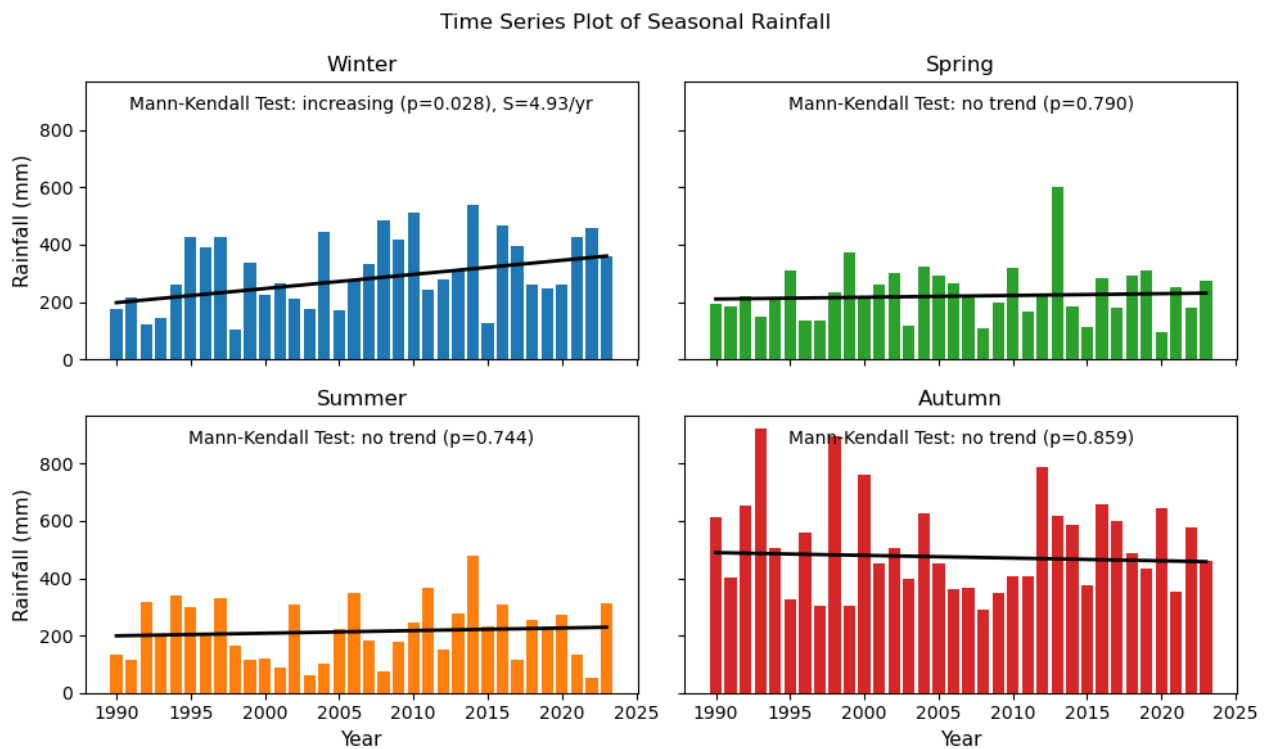 Time Series Plot of Seasonal Rainfall
Winter
Mann-Kendall Test: increasing (p=0.028), S=4.93/yr
Rainfall (mm)
800
600
400
200
0
Spring
Mann-Kendall Test: no trend (p=0.790)
Summer
Mann-Kendall Test: no trend (p=0.744)
Rainfall (mm)
800
600
400
200
0
1990 1995 2000 2005 2010 2015 2020 2025
Year
Autumn
Mann-Kendall Test: no trend (p=0.859)
1990 1995 2000 2005 2010 2015 2020 2025
Year